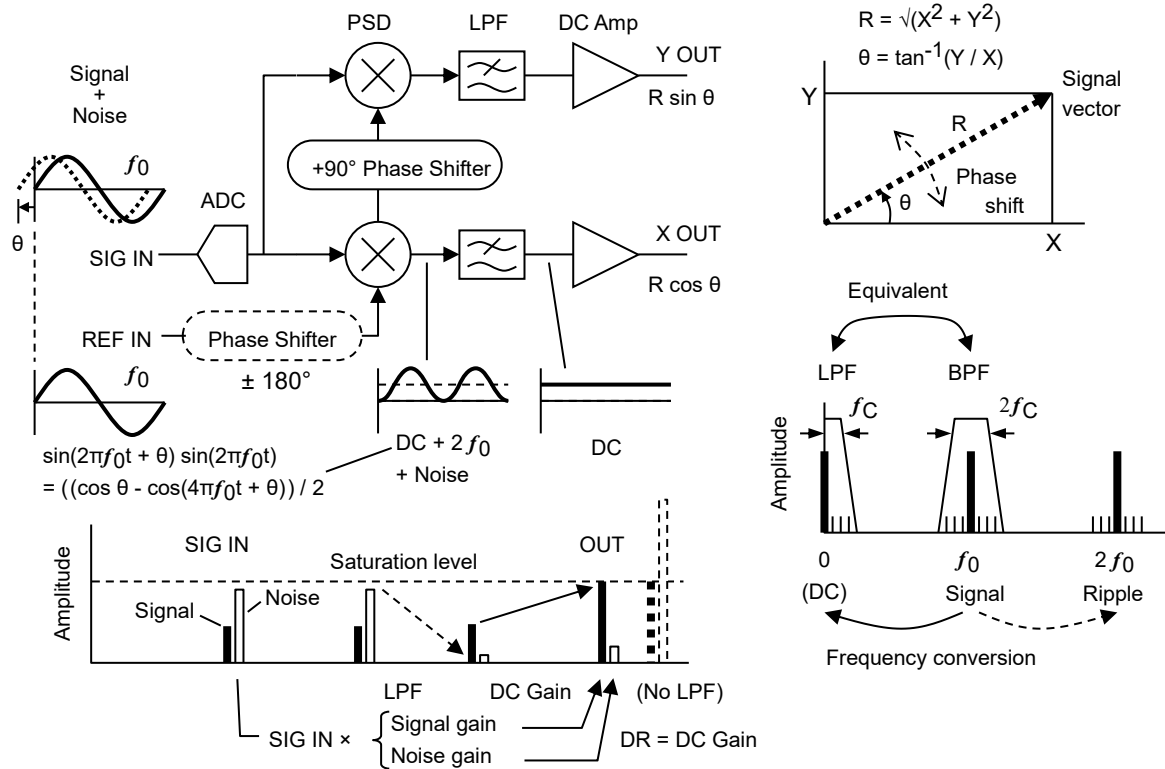 PSD
LPF
DC Amp
Y OUT
R sin θ
Signal
+
Noise
f0
+90° Phase Shifter
ADC
θ
SIG IN
X OUT
R cos θ
REF IN
Phase Shifter
± 180°
f0
sin(2πf0t + θ) sin(2πf0t)
= ((cos θ - cos(4πf0t + θ)) / 2
DC + 2 f0
+ Noise
DC
R = √(X2 + Y2)
θ = tan-1(Y / X)
Y
Signal
vector
R
Phase
shift
θ
X
Equivalent
LPF
BPF
fC
2fC
Amplitude
0
f0
2 f0
(DC)
Signal
Ripple
Frequency conversion
SIG IN
OUT
Saturation level
Amplitude
Signal
Noise
LPF
DC Gain
(No LPF)
SIG IN ×
Signal gain
Noise gain
DR = DC Gain